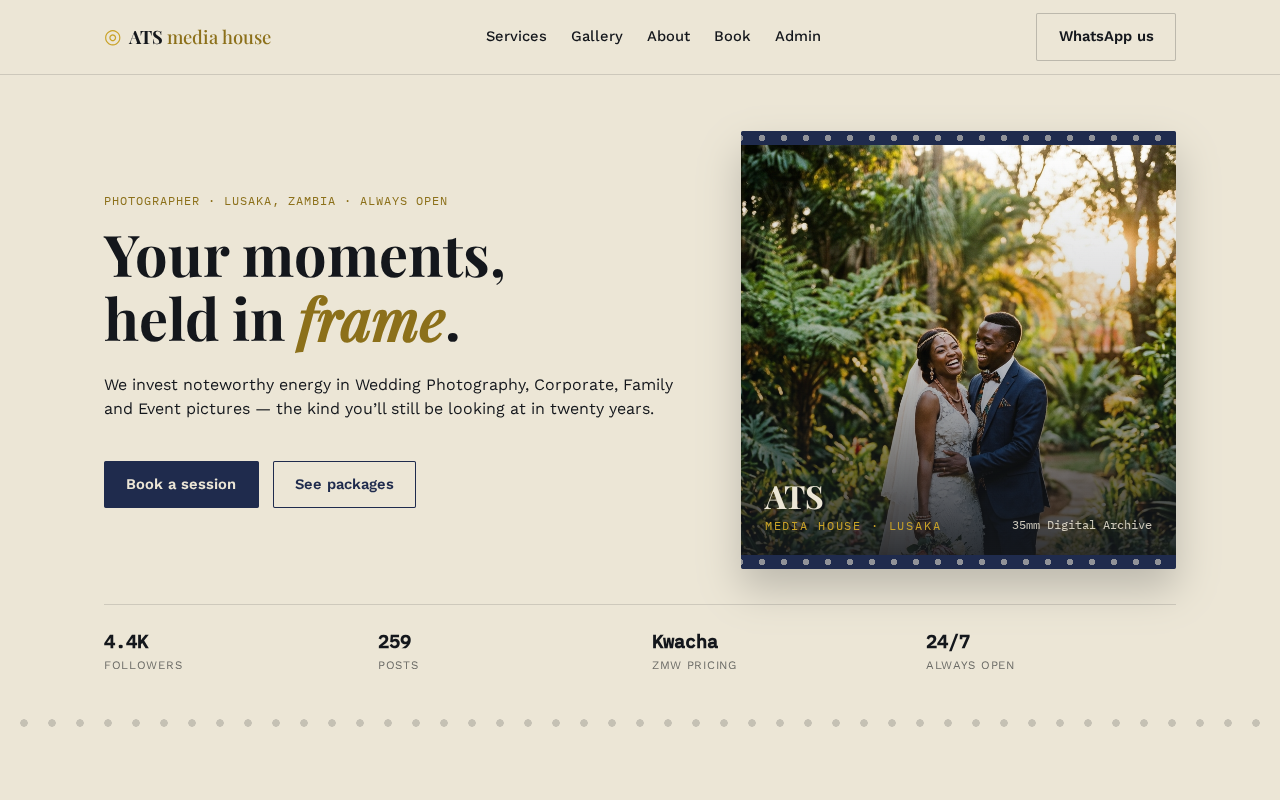 ATS media house
Services
Gallery
About
Book
Admin
WhatsApp us
PHOTOGRAPHER · LUSAKA, ZAMBIA · ALWAYS OPEN
Your moments,
held in frame.
We invest noteworthy energy in Wedding Photography, Corporate, Family
and Event pictures — the kind you’ll still be looking at in twenty years.
Book a session
See packages
ATS
MEDIA HOUSE · LUSAKA
35mm Digital Archive
4.4K
FOLLOWERS
259
POSTS
Kwacha
ZMW PRICING
24/7
ALWAYS OPEN